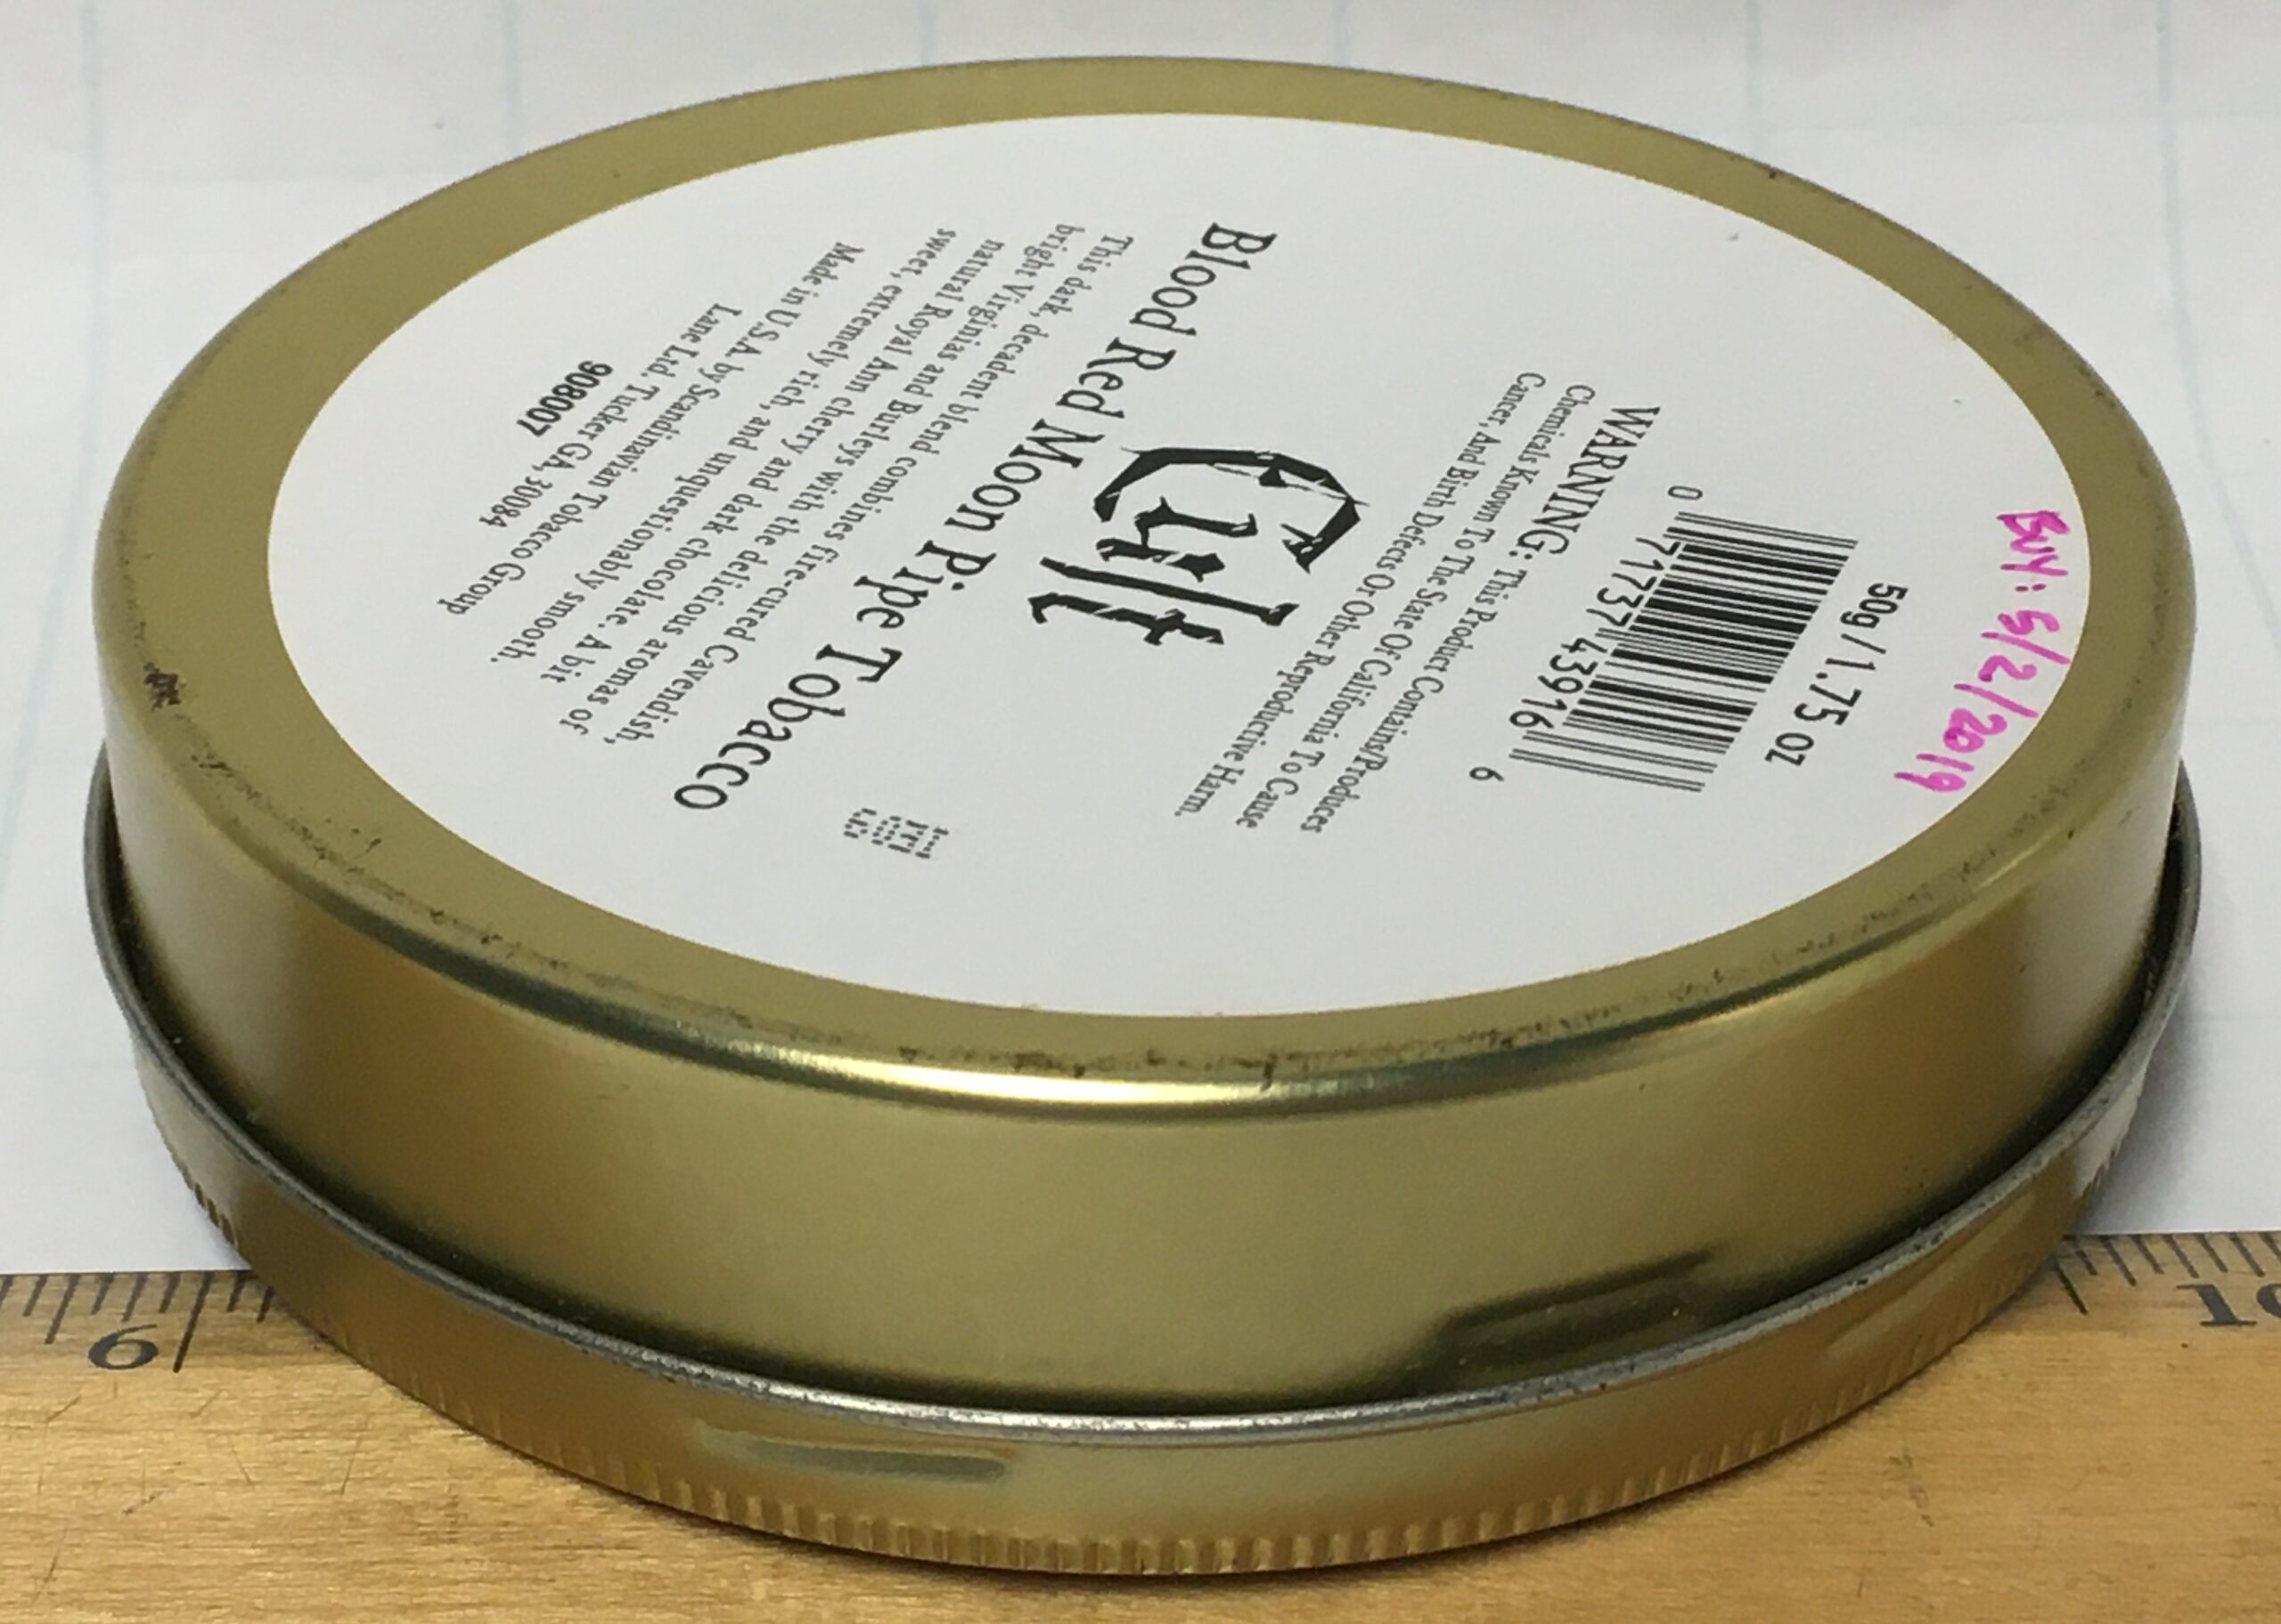 BUY: 5/2/2019
50g / 1.75 oz
0 71737 43916 6
WARNING: This Product Contains/Produces
Chemicals Known To The State Of California To Cause
Cancer, And Birth Defects Or Other Reproductive Harm.
Cult
Blood Red Moon Pipe Tobacco
This dark, decadent blend combines fire-cured Cavendish,
bright Virginias and Burleys with the delicious aromas of
natural Royal Ann cherry and dark chocolate. A bit
sweet, extremely rich, and unquestionably smooth.
Made in U.S.A. by Scandinavian Tobacco Group
Lane Ltd. Tucker GA, 30084
908007
6
10